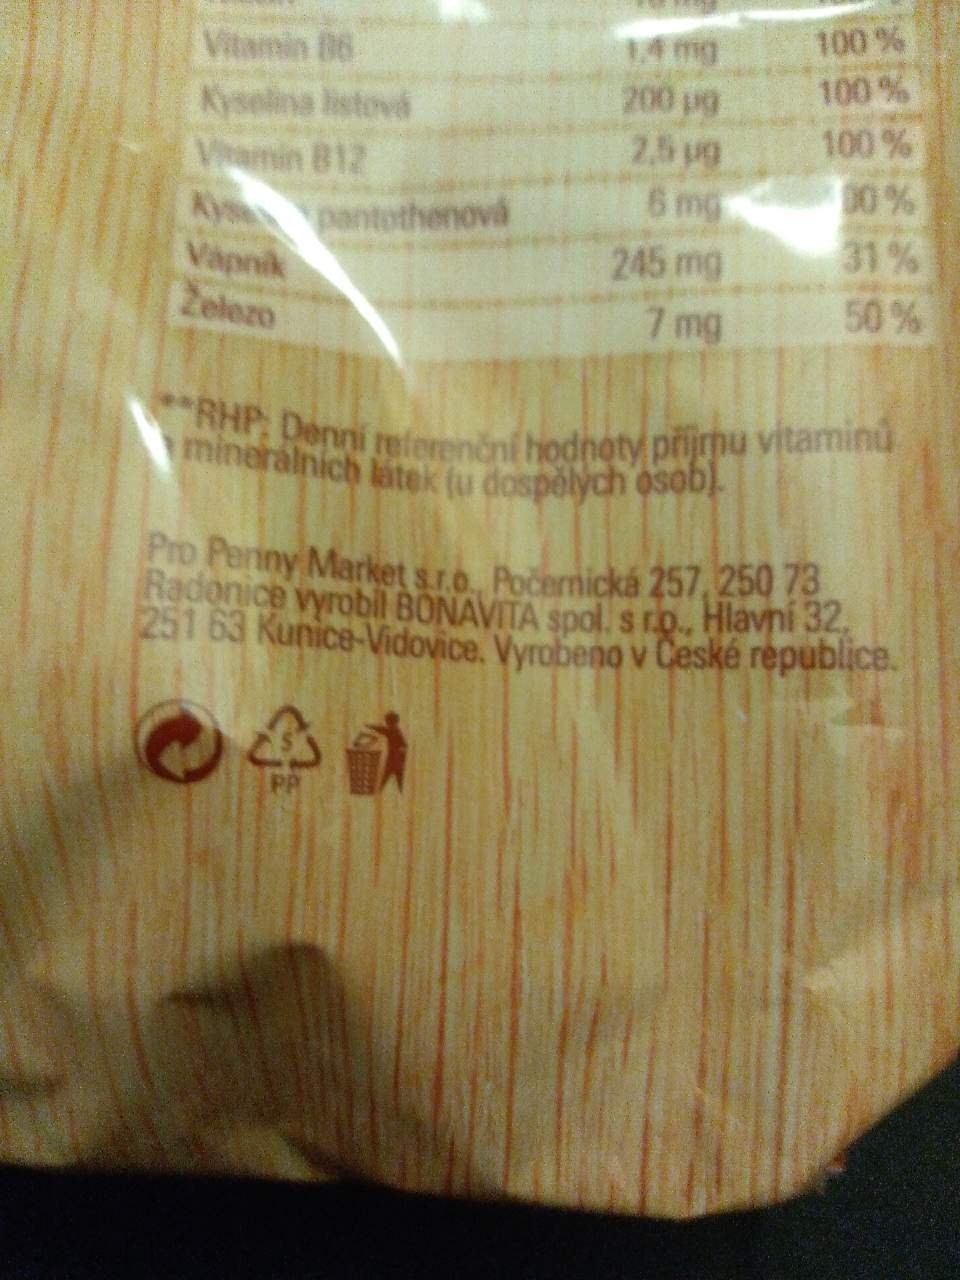 Vitamin B6 1,4 mg 100 %
Kyselina listová 200 µg 100 %
Vitamin B12 2,5 µg 100 %
pantothenová 6 mg
Vápník 245 mg 31 %
Železo 7 mg 50 %
**RHP: Denní referenční hodnoty příjmu vitaminů
a minerálních látek (u dospělých osob).
Pro Penny Market s.r.o., Počernická 257, 250 73
Radonice vyrobil BONAVITA spol. s r.o., Hlavní 32,
251 63 Kunice-Vidovice. Vyrobeno v České republice.
5
PP